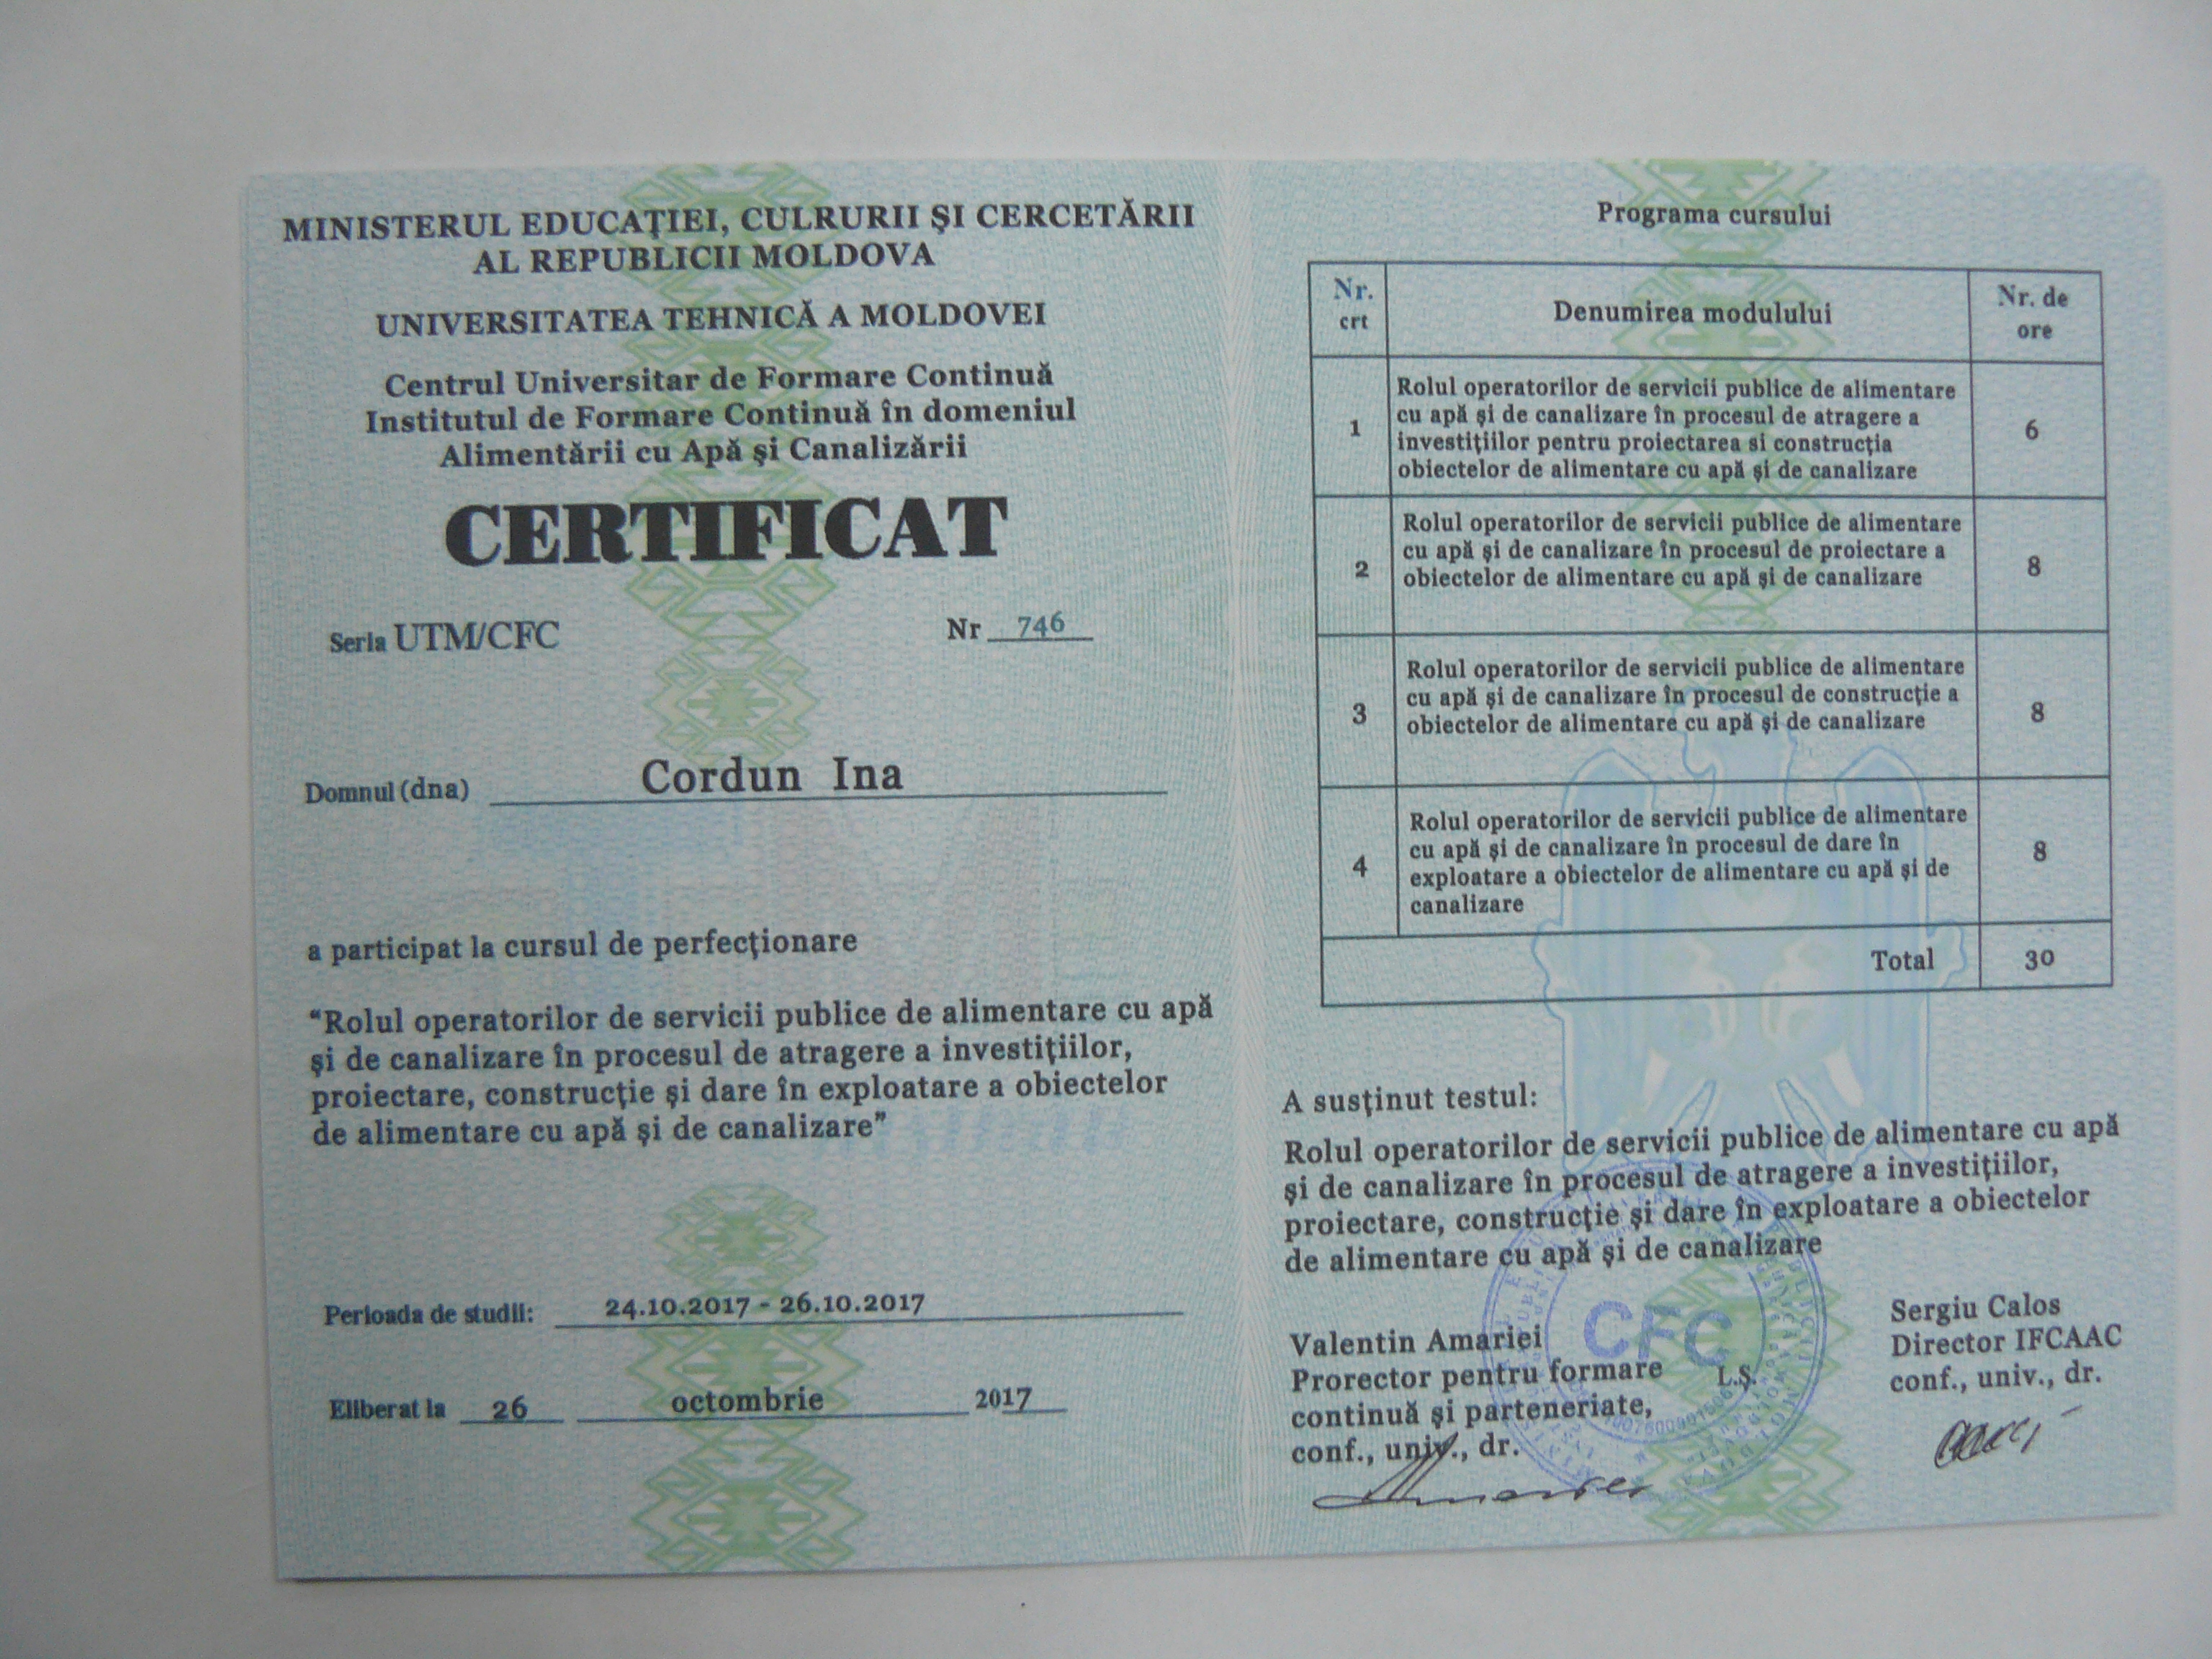 MINISTERUL EDUCAŢIEI, CULRURII ŞI CERCETĂRII
AL REPUBLICII MOLDOVA
UNIVERSITATEA TEHNICĂ A MOLDOVEI
Centrul Universitar de Formare Continuă
Institutul de Formare Continuă în domeniul
Alimentării cu Apă şi Canalizării
CERTIFICAT
Seria UTM/CFC Nr 746
Domnul (dna) Cordun Ina
a participat la cursul de perfecţionare
“Rolul operatorilor de servicii publice de alimentare cu apă
şi de canalizare în procesul de atragere a investiţiilor,
proiectare, construcţie şi dare în exploatare a obiectelor
de alimentare cu apă şi de canalizare”
Perioada de studii: 24.10.2017 - 26.10.2017
Eliberat la 26 octombrie 2017
Programa cursului
Nr. crt
Denumirea modulului
Nr. de ore
1
Rolul operatorilor de servicii publice de alimentare
cu apă şi de canalizare în procesul de atragere a
investiţiilor pentru proiectarea si construcţia
obiectelor de alimentare cu apă şi de canalizare
6
2
Rolul operatorilor de servicii publice de alimentare
cu apă şi de canalizare în procesul de proiectare a
obiectelor de alimentare cu apă şi de canalizare
8
3
Rolul operatorilor de servicii publice de alimentare
cu apă şi de canalizare în procesul de construcţie a
obiectelor de alimentare cu apă şi de canalizare
8
4
Rolul operatorilor de servicii publice de alimentare
cu apă şi de canalizare în procesul de dare în
exploatare a obiectelor de alimentare cu apă şi de
canalizare
8
Total 30
A susţinut testul:
Rolul operatorilor de servicii publice de alimentare cu apă
şi de canalizare în procesul de atragere a investiţiilor,
proiectare, construcţie şi dare în exploatare a obiectelor
de alimentare cu apă şi de canalizare
Valentin Amariei
Prorector pentru formare
continuă şi parteneriate,
conf., univ., dr.
CFC
L.Ş.
Sergiu Calos
Director IFCAAC
conf., univ., dr.